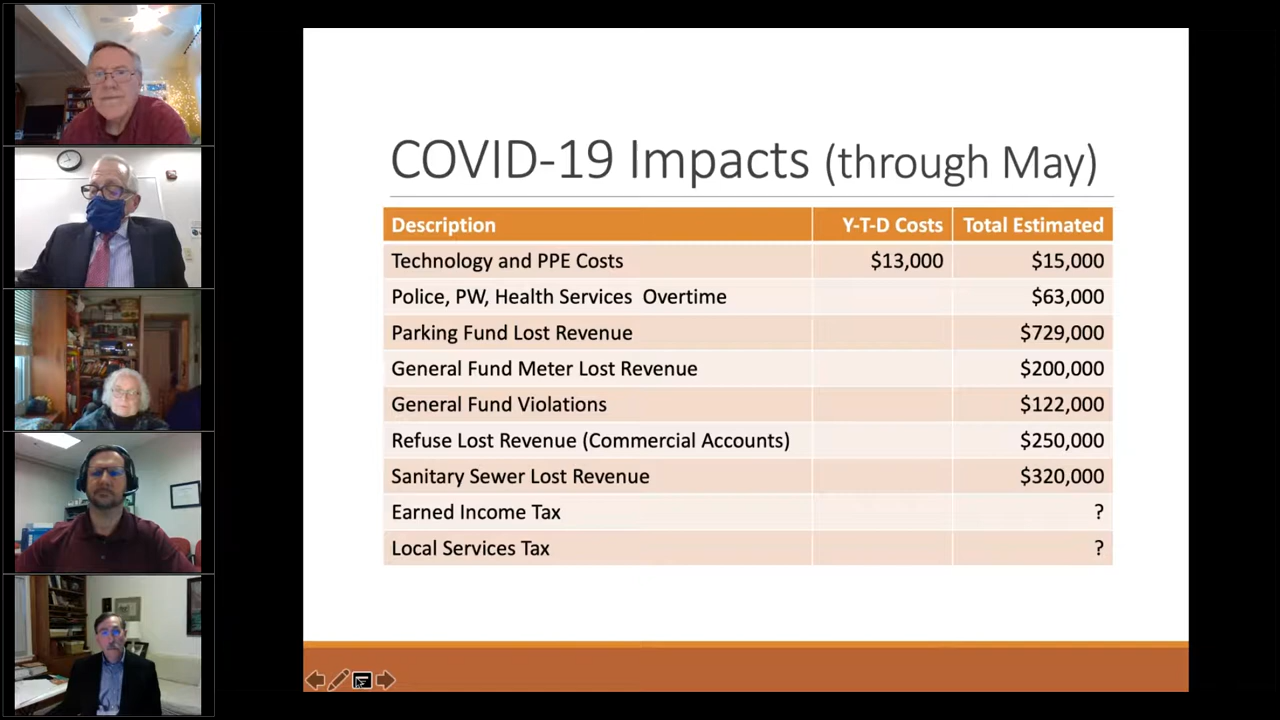 COVID-19 Impacts (through May)
Description Y-T-D Costs Total Estimated
Technology and PPE Costs $13,000 $15,000
Police, PW, Health Services Overtime $63,000
Parking Fund Lost Revenue $729,000
General Fund Meter Lost Revenue $200,000
General Fund Violations $122,000
Refuse Lost Revenue (Commercial Accounts) $250,000
Sanitary Sewer Lost Revenue $320,000
Earned Income Tax ?
Local Services Tax ?